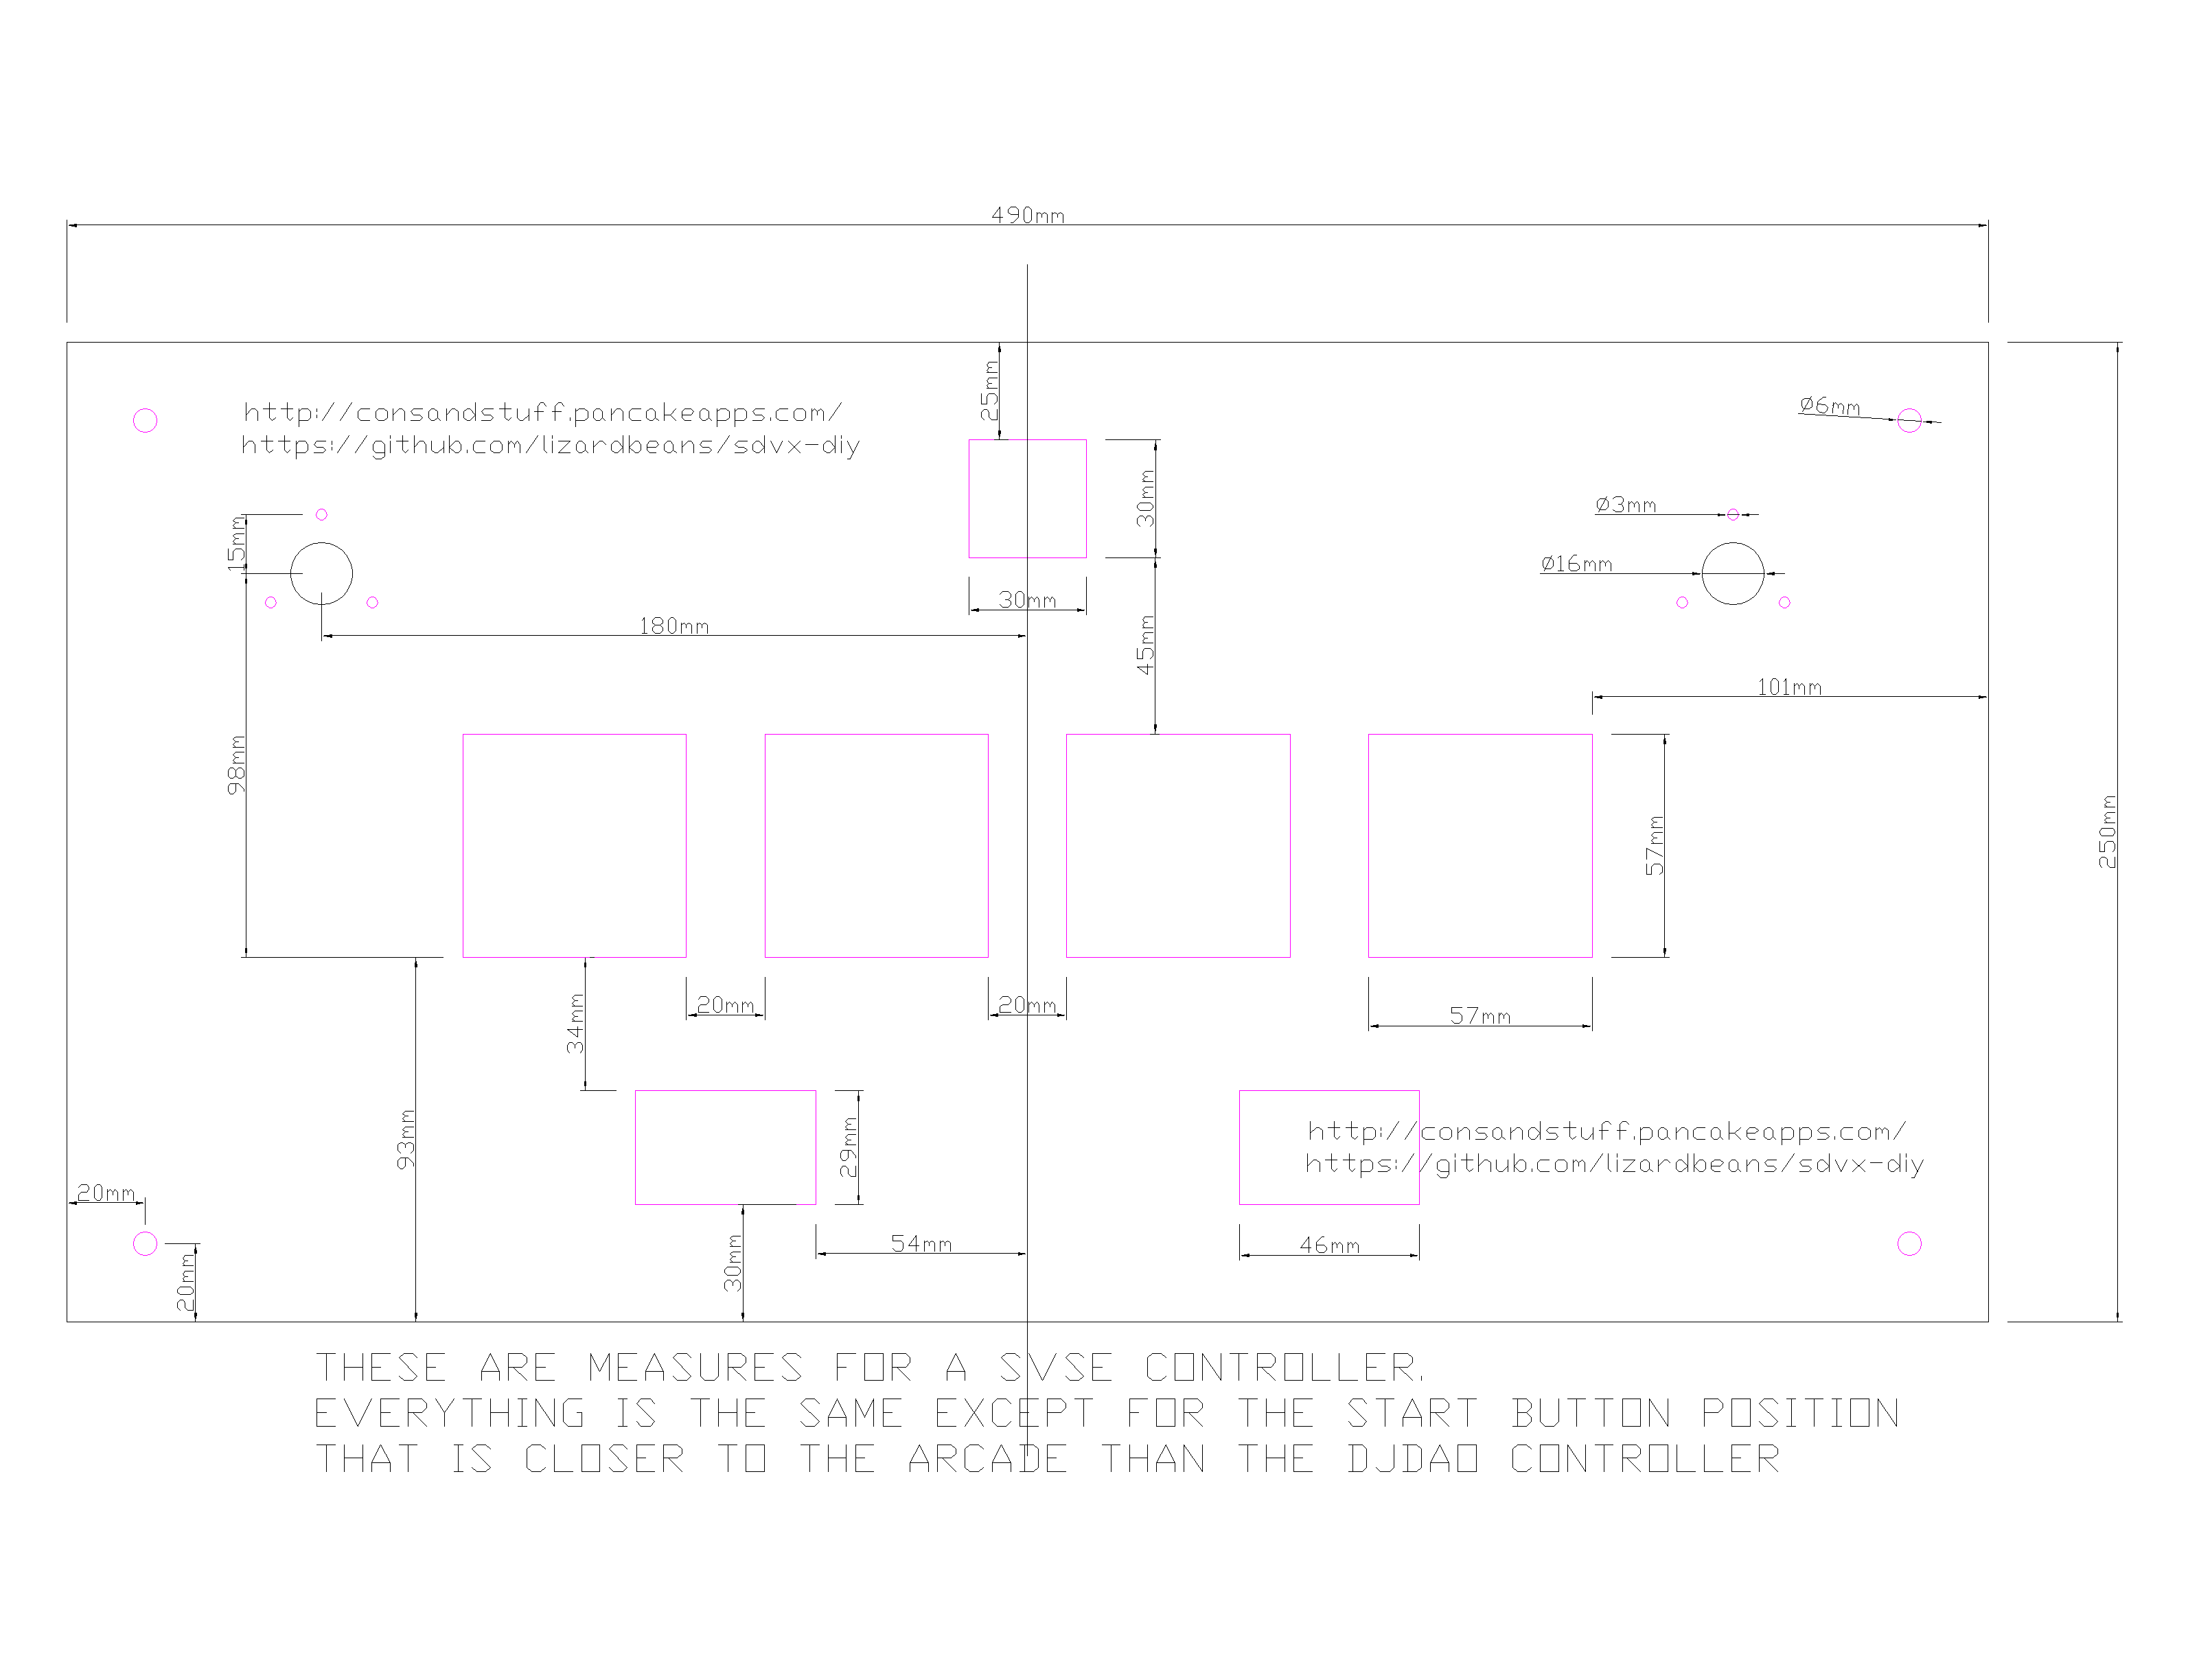 490mm
25mm
http://consandstuff.pancakeapps.com/
https://github.com/lizardbeans/sdvx-diy
Ø6mm
30mm
Ø3mm
15mm
Ø16mm
30mm
180mm
45mm
101mm
98mm
57mm
250mm
20mm
20mm
57mm
34mm
93mm
29mm
http://consandstuff.pancakeapps.com/
https://github.com/lizardbeans/sdvx-diy
20mm
54mm
46mm
30mm
20mm
THESE ARE MEASURES FOR A SVSE CONTROLLER.
EVERYTHING IS THE SAME EXCEPT FOR THE START BUTTON POSITION
THAT IS CLOSER TO THE ARCADE THAN THE DJDAO CONTROLLER